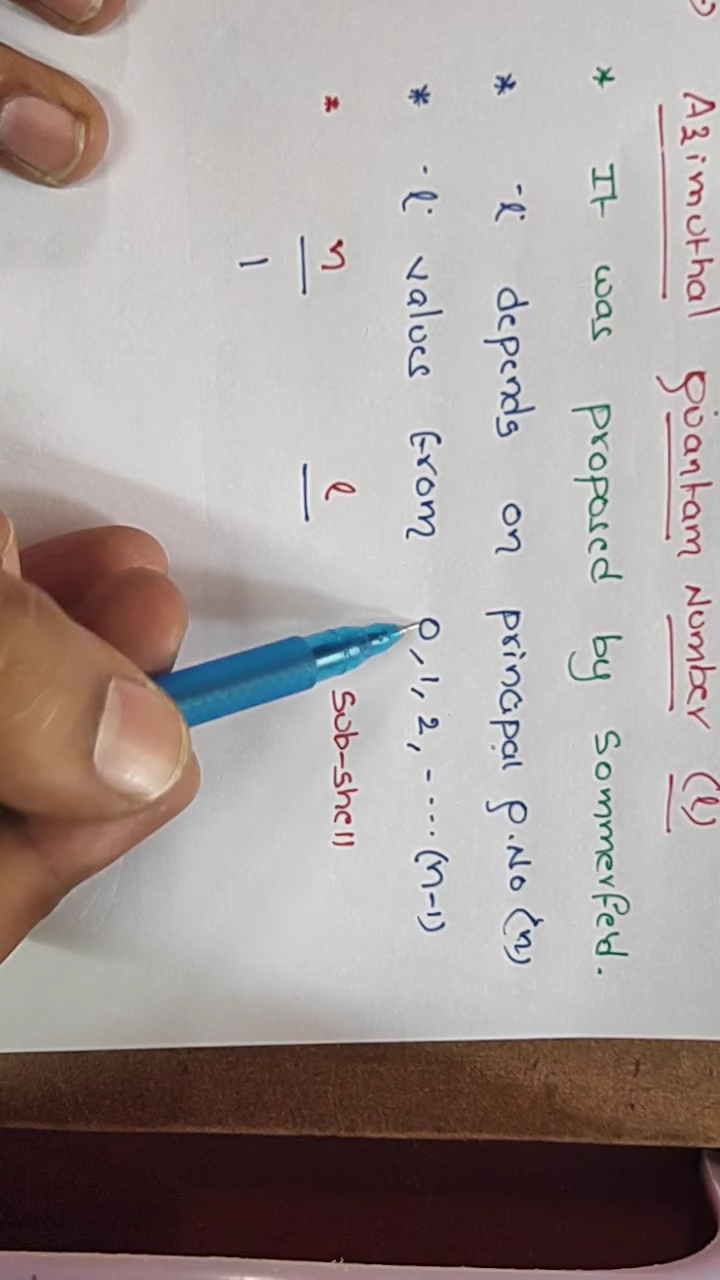 Azimuthal Quantam Number (l)
* It was proposed by Sommerfeld.
* 'l' depends on principal Q.No (n)
* 'l' values from 0, 1, 2, ---- (n-1)
* n l Sub-shell
1